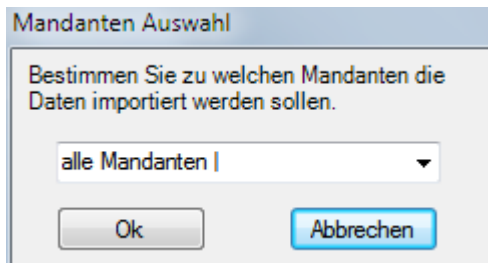 Mandanten Auswahl
Bestimmen Sie zu welchen Mandanten die
Daten importiert werden sollen.
alle Mandanten |
Ok
Abbrechen